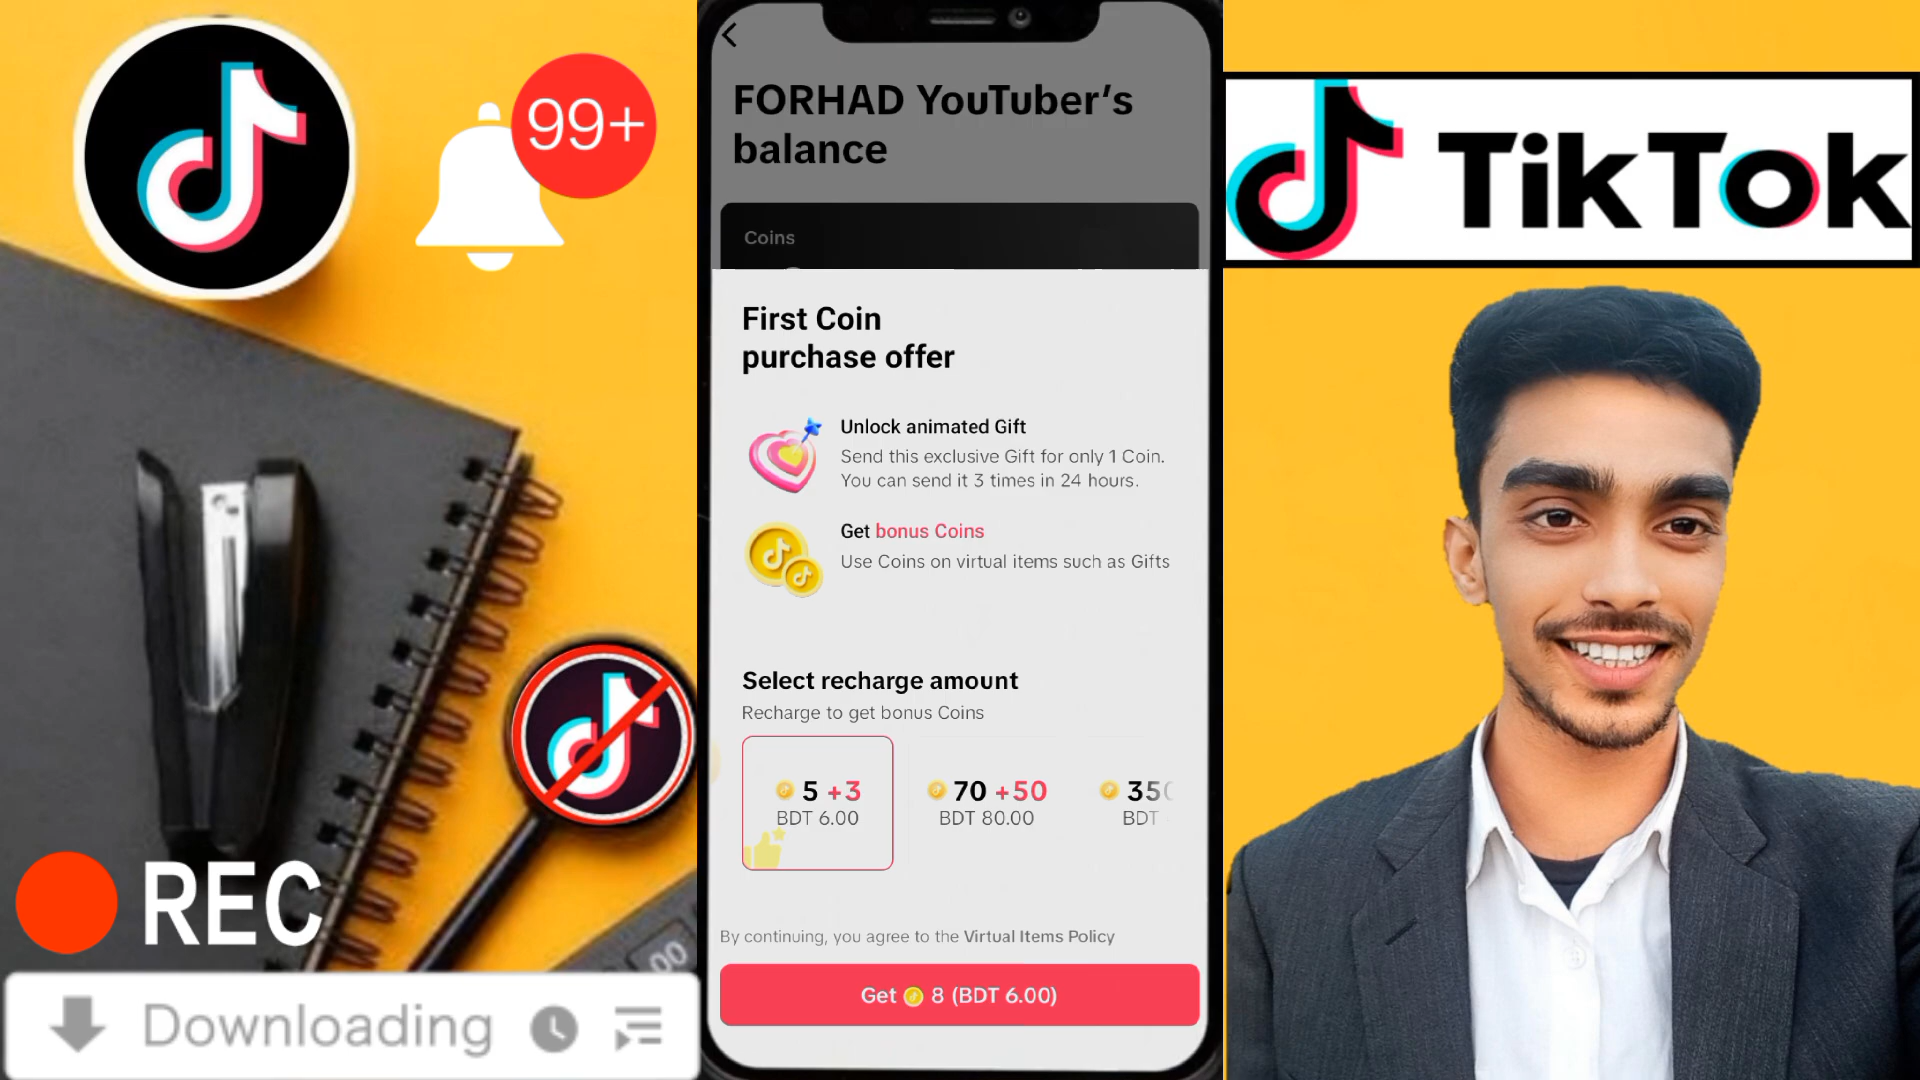 99+
REC
Downloading
00
FORHAD YouTuber’s
balance
Coins
First Coin
purchase offer
Unlock animated Gift
Send this exclusive Gift for only 1 Coin.
You can send it 3 times in 24 hours.
Get bonus Coins
Use Coins on virtual items such as Gifts
Select recharge amount
Recharge to get bonus Coins
5 +3
BDT 6.00
70 +50
BDT 80.00
350
BDT
By continuing, you agree to the Virtual Items Policy
Get 8 (BDT 6.00)
TikTok